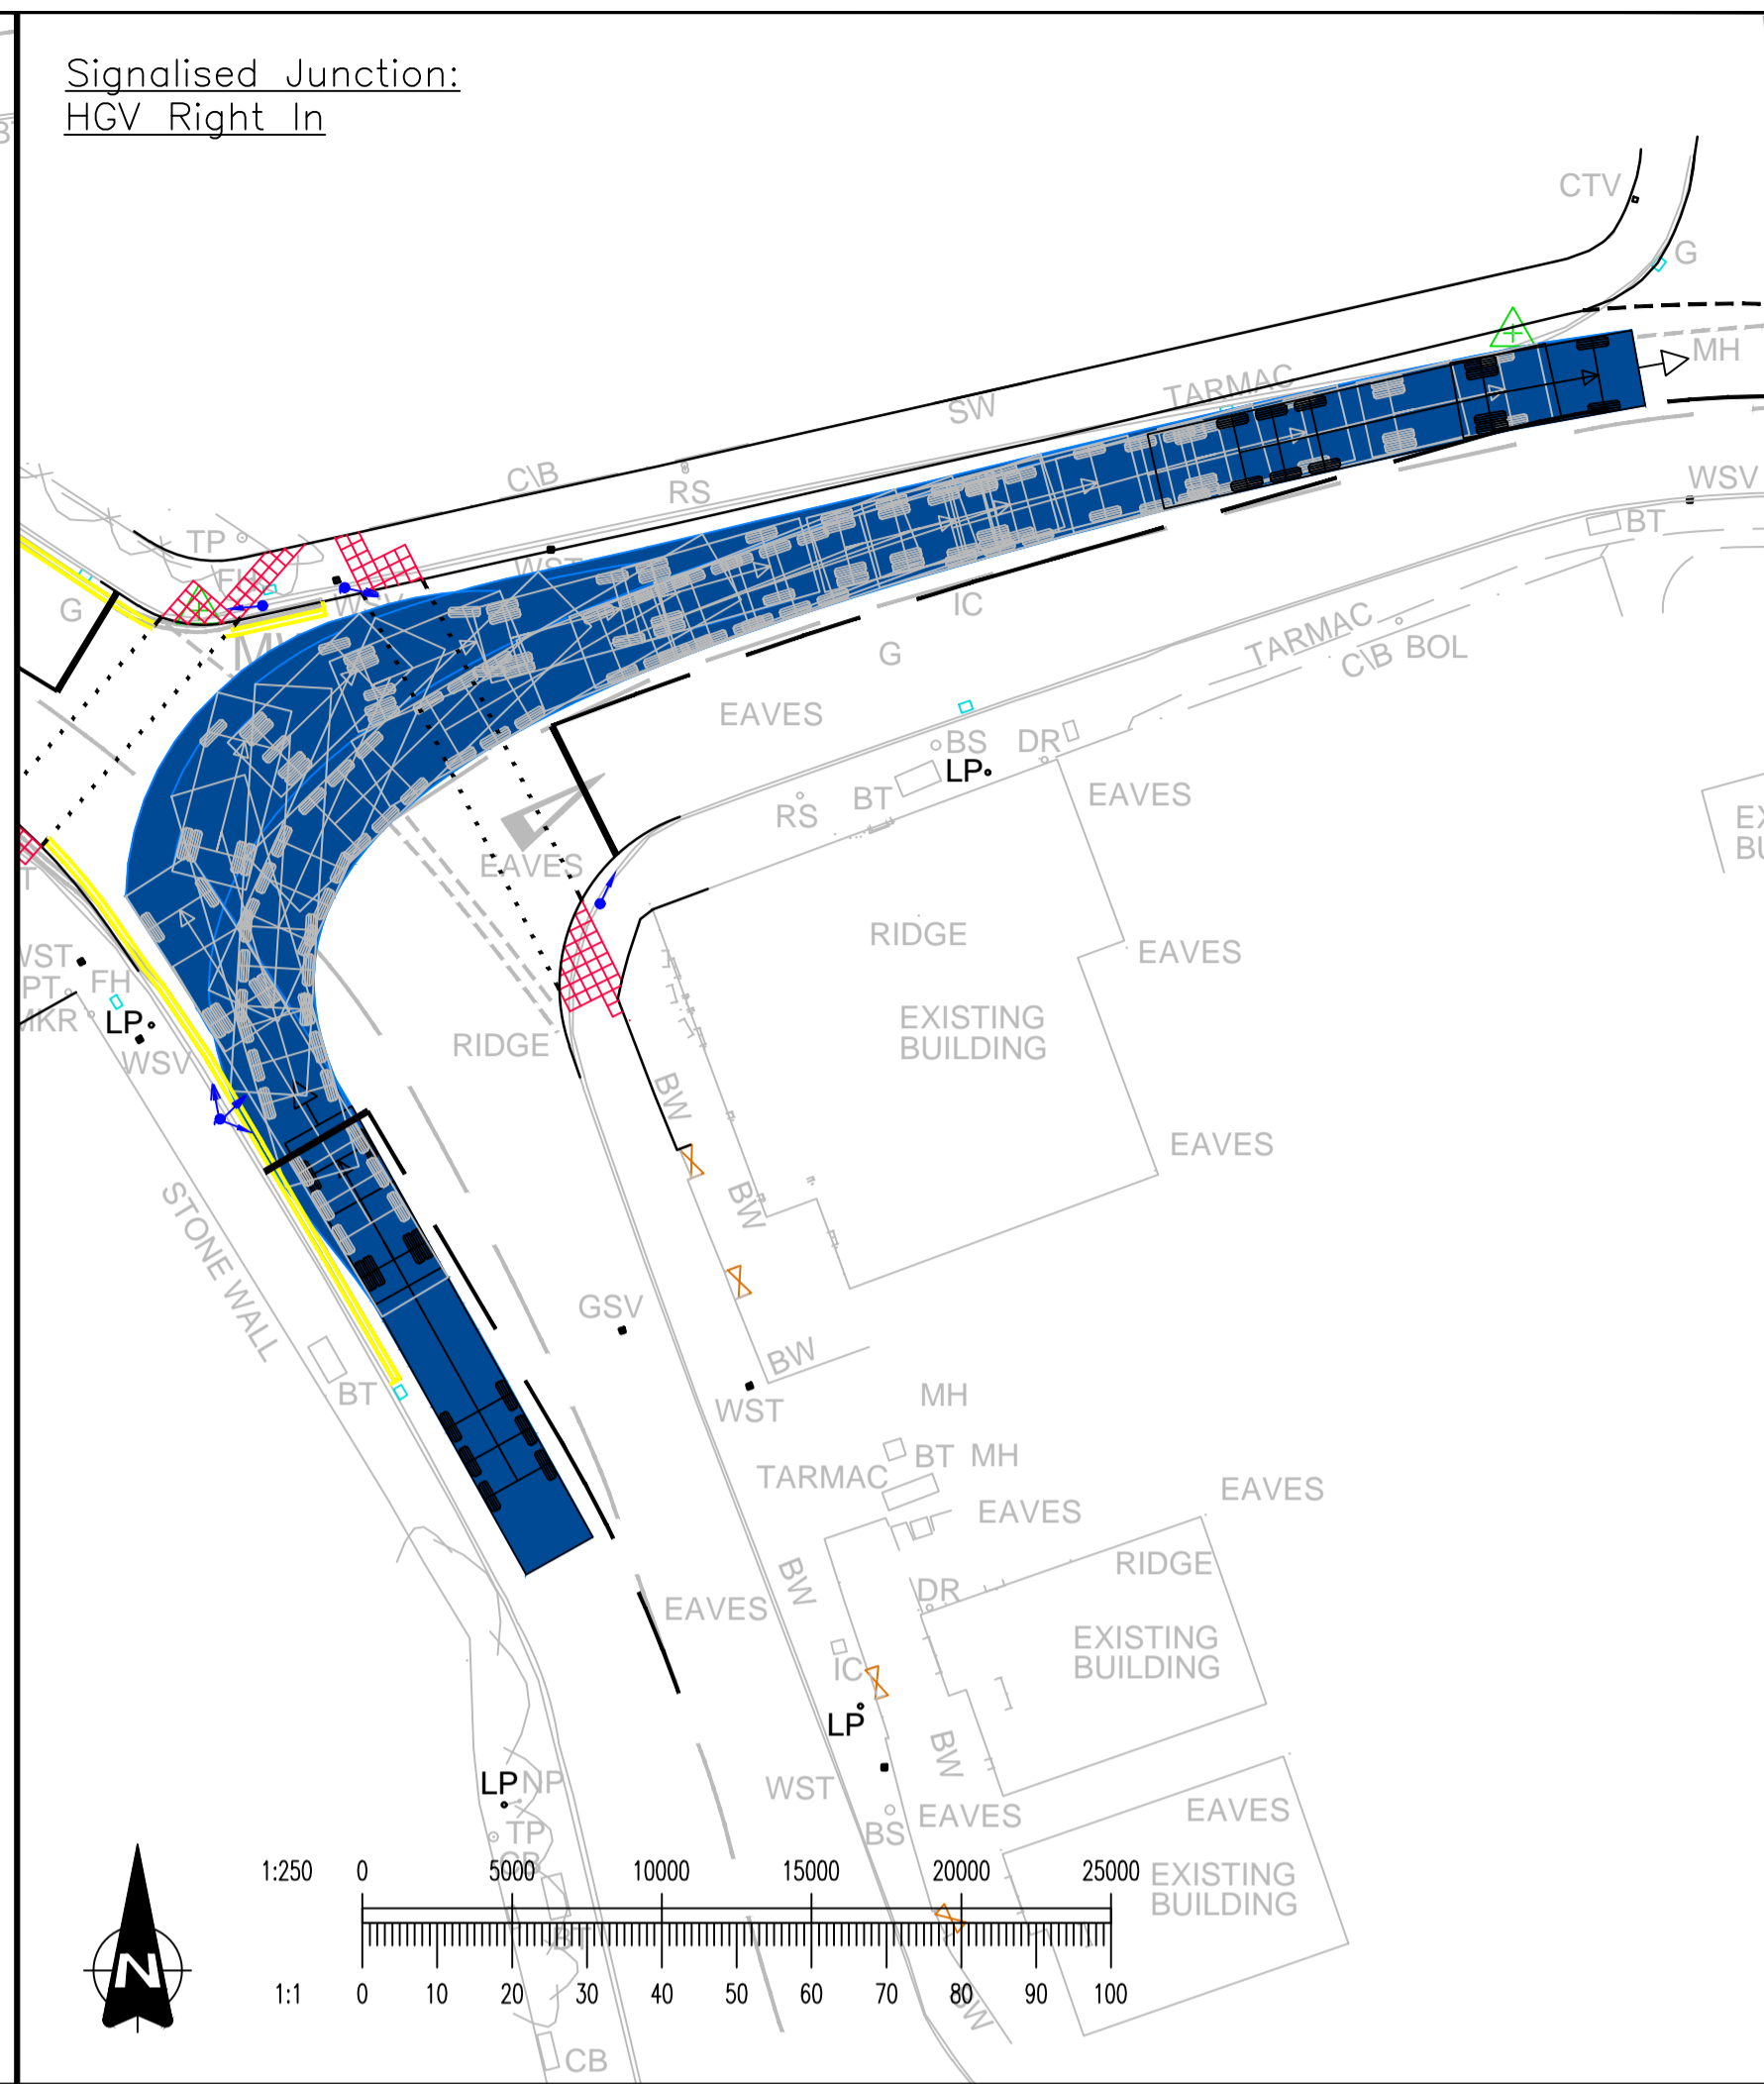 Signalised Junction:
HGV Right In
CTV
G
MH
TARMAC
SW
C\B
RS
WSV
BT
TP
WST
G
WSV
IC
G
TARMAC
C\B
BOL
EAVES
BS
DR
LP
EAVES
RS
BT
EAVES
RIDGE
EAVES
FH
LP
WSV
RIDGE
EXISTING
BUILDING
BW
EAVES
BW
STONE WALL
GSV
BW
BT
WST
MH
BT
MH
TARMAC
EAVES
EAVES
RIDGE
BW
DR
EAVES
EXISTING
BUILDING
IC
LP
BW
LP
NP
WST
TP
BS
EAVES
EAVES
CB
1:250
0
5000
10000
15000
20000
25000
EXISTING
BUILDING
BT
N
1:1
0
10
20
30
40
50
60
70
80
90
100
BW
CB